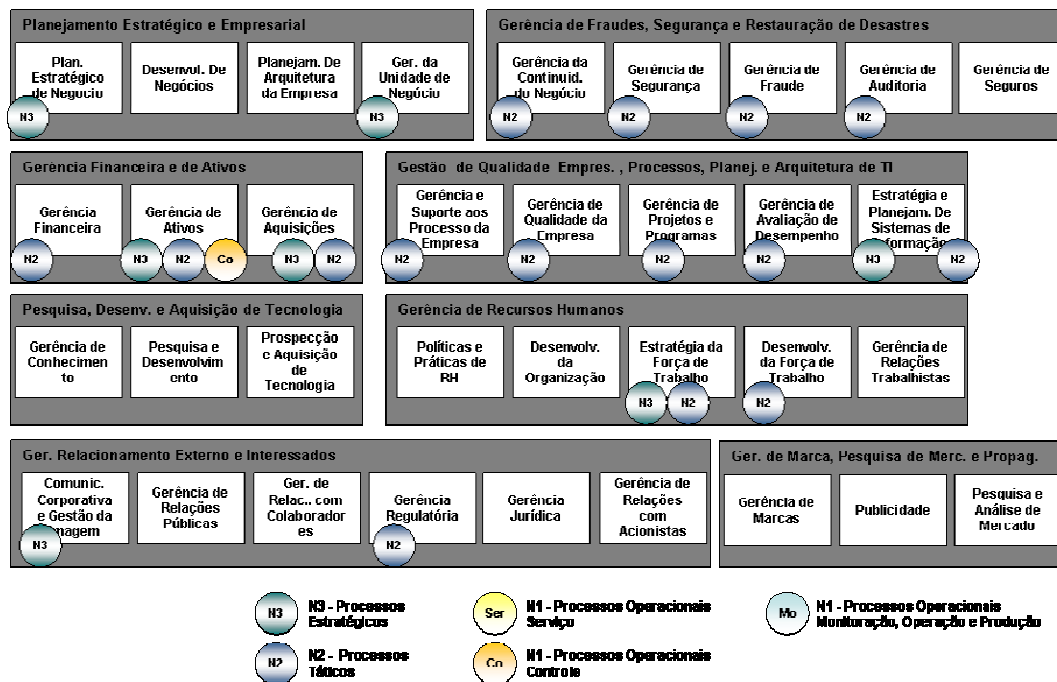 Planejamento Estratégico e Empresarial
Plan.
Estratégico
de Negócio
N3
Desenvol. De
Negócios
Planejam. De
Arquitetura
da Empresa
Ger. da
Unidade de
Negócio
N3
Gerência de Fraudes, Segurança e Restauração de Desastres
Gerência da
Continuid.
do Negócio
N2
Gerência de
Segurança
N2
Gerência de
Fraude
N2
Gerência de
Auditoria
N2
Gerência de
Seguros
Gerência Financeira e de Ativos
Gerência
Financeira
N2
Gerência de
Ativos
N3
N2
Co
Gerência de
Aquisições
N3
N2
Gestão de Qualidade Empres. , Processos, Planej. e Arquitetura de TI
Gerência e
Suporte aos
Processo da
Empresa
N2
Gerência de
Qualidade da
Empresa
N2
Gerência de
Projetos e
Programas
N2
Gerência de
Avaliação de
Desempenho
N2
Estratégia e
Planejam. De
Sistemas de
nformação
N3
N2
Pesquisa, Desenv. e Aquisição de Tecnologia
Gerência de
Conhecimen
to
Pesquisa e
Desenvolvim
ento
Prospecção
e Aquisição
de
Tecnologia
Gerência de Recursos Humanos
Políticas e
Práticas de
RH
Desenvolv.
da
Organização
Estratégia da
Força de
Trabalho
N3
N2
Desenvolv.
da Força de
Trabalho
N2
Gerência de
Relações
Trabalhistas
Ger. Relacionamento Externo e Interessados
Comunic.
Corporativa
e Gestão da
magem
N3
Gerência de
Relações
Públicas
Ger. de
Relac.. com
Colaborador
es
Gerência
Regulatória
N2
Gerência
Jurídica
Gerência de
Relações
com
Acionistas
Ger. de Marca, Pesquisa de Merc. e Propag.
Gerência de
Marcas
Publicidade
Pesquisa e
Análise de
Mercado
N3
N3 - Processos
Estratégicos
Ser
N1 - Processos Operacionais
Serviço
Mo
N1 - Processos Operacionais
Monitoração, Operação e Produção
N2
N2 - Processos
Táticos
Co
N1 - Processos Operacionais
Controle